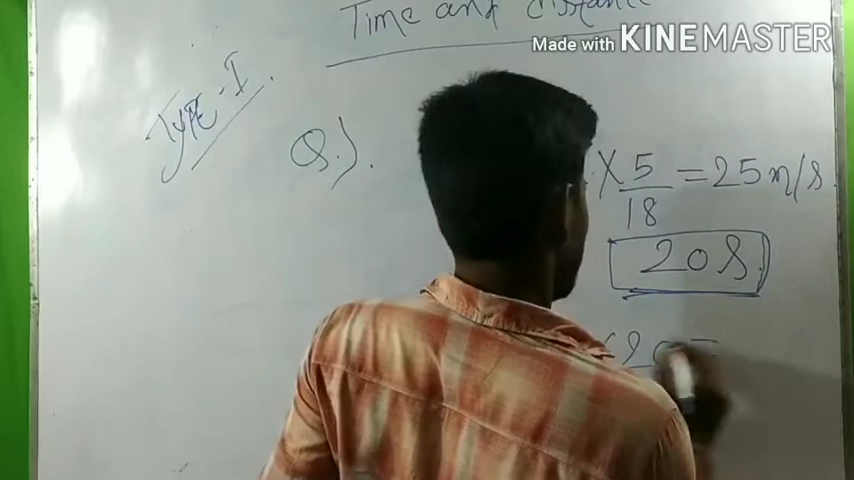 Time and Distance
Made with KINEMASTER
Type-I.
Q.).
× 5/18 = 25 m/s
20 s.